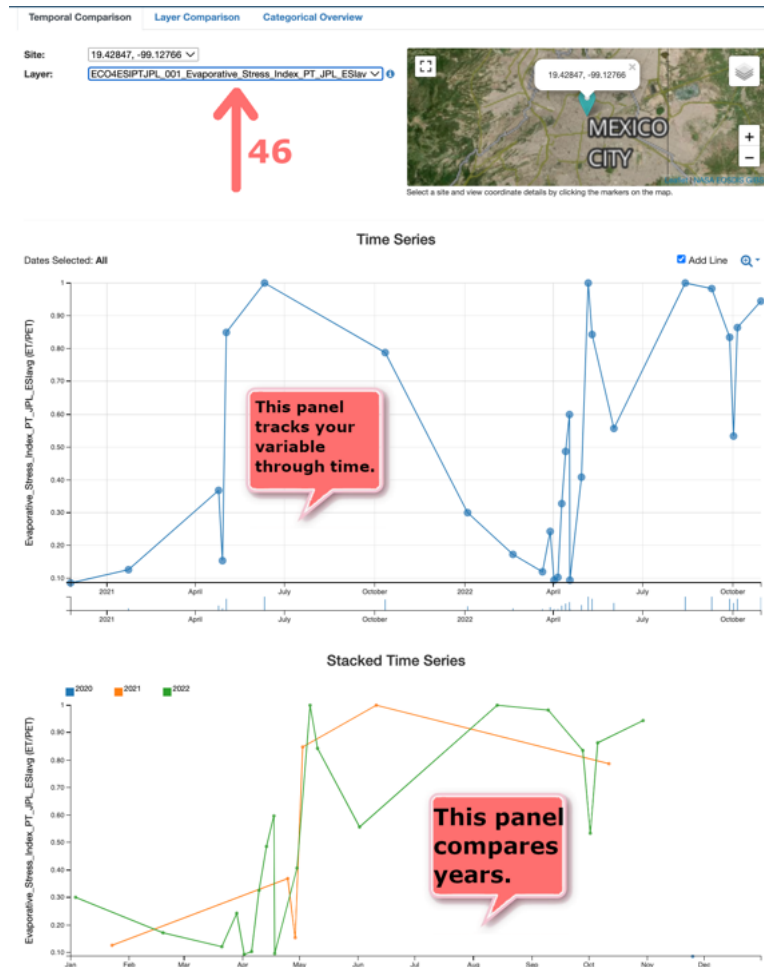 Temporal Comparison Layer Comparison Categorical Overview
Site: 19.42847, -99.12766
Layer: ECO4ESIPTJPL_001_Evaporative_Stress_Index_PT_JPL_ESIav
46
19.42847, -99.12766 ×
MEXICO
CITY
+
−
Select a site and view coordinate details by clicking the markers on the map.
Time Series
Dates Selected: All
Add Line
Evaporative_Stress_Index_PT_JPL_ESIavg (ET/PET)
1
0.90
0.80
0.70
0.60
0.50
0.40
0.30
0.20
0.10
This panel
tracks your
variable
through time.
2021 April July October 2022 April July October
2021 April July October 2022 April July October
Stacked Time Series
2020 2021 2022
Evaporative_Stress_Index_PT_JPL_ESIavg (ET/PET)
1
0.90
0.80
0.70
0.60
0.50
0.40
0.30
0.20
0.10
This panel
compares
years.
Jan Feb Mar Apr May Jun Jul Aug Sep Oct Nov Dec